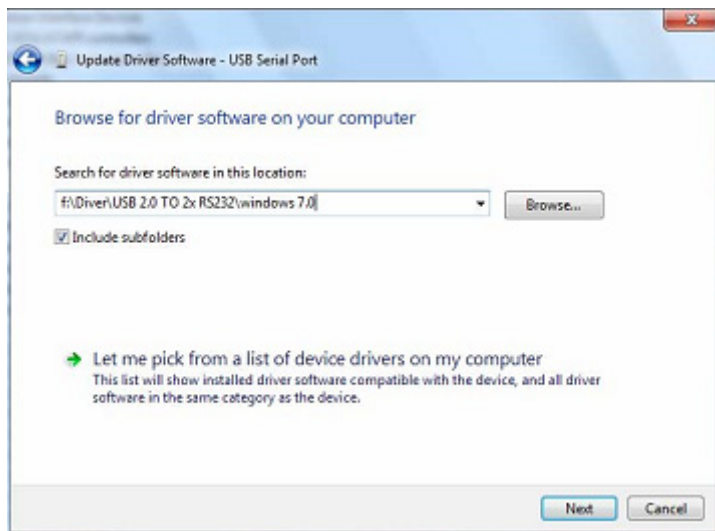 Update Driver Software - USB Serial Port
Browse for driver software on your computer
Search for driver software in this location:
f:\Diver\USB 2.0 TO 2x RS232\windows 7.0
Browse...
Include subfolders
Let me pick from a list of device drivers on my computer
This list will show installed driver software compatible with the device, and all driver
software in the same category as the device.
Next
Cancel